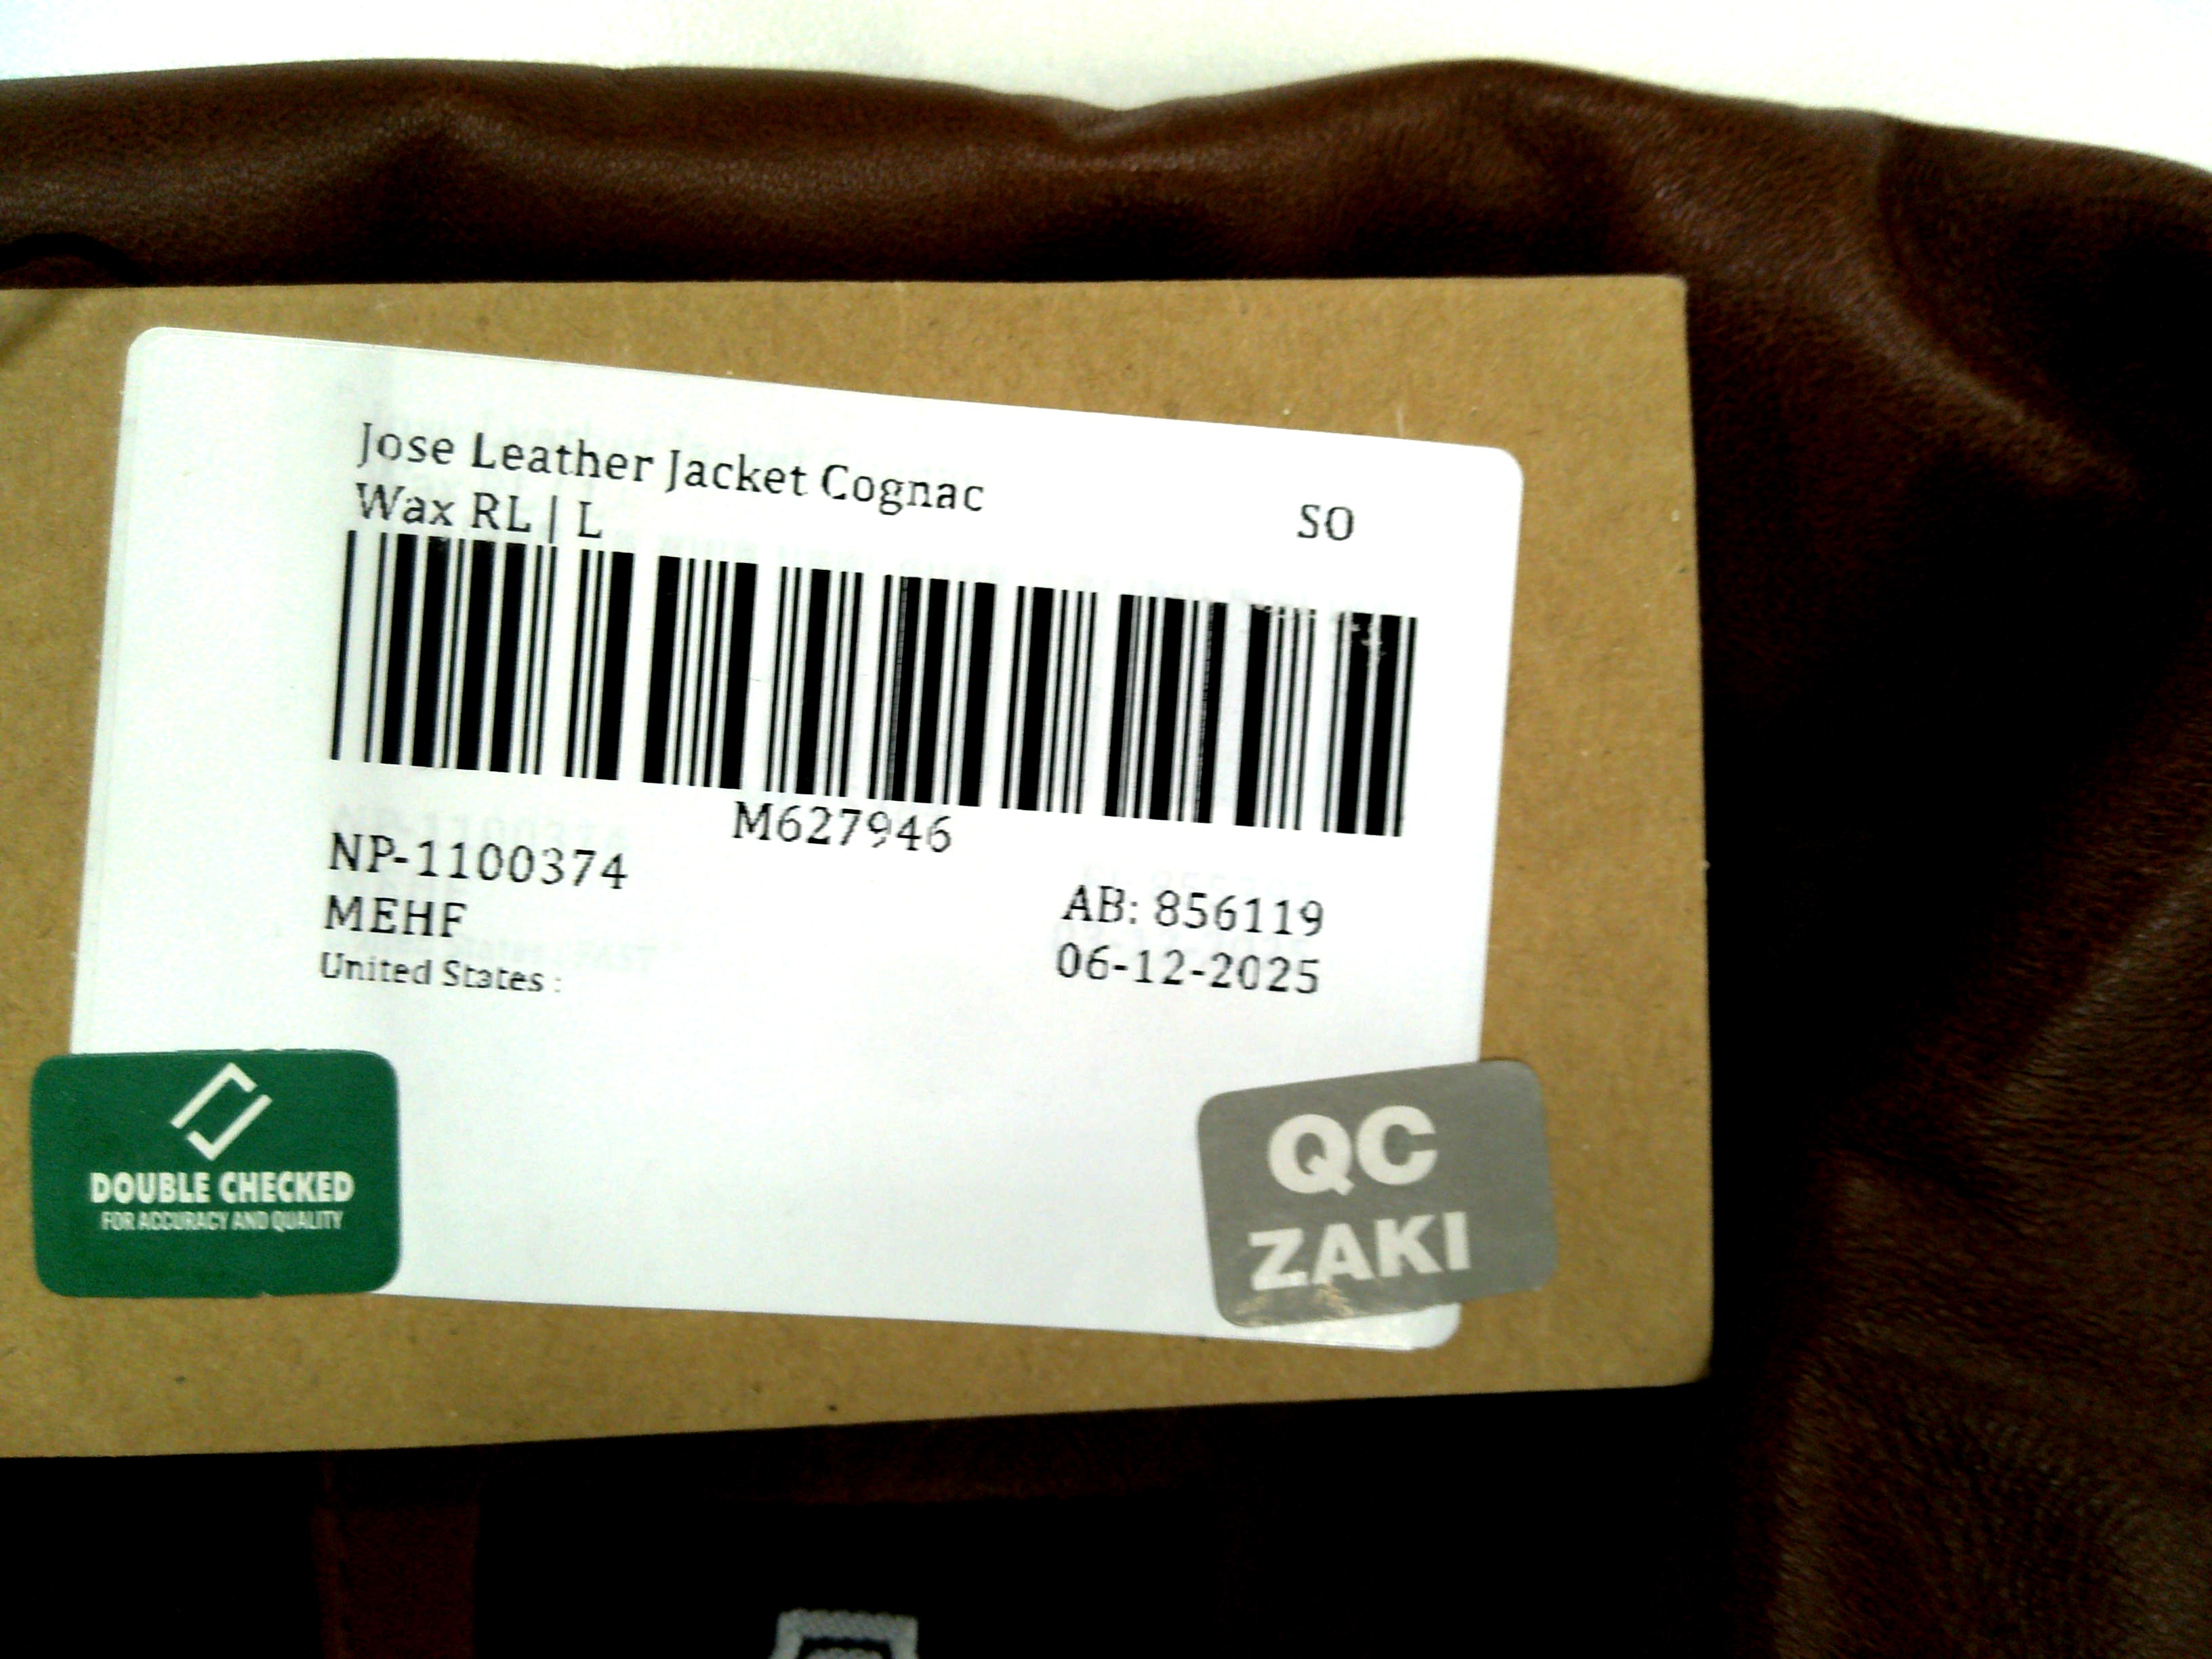 Jose Leather Jacket Cognac
Wax RL | L
SO
M627946
NP-1100374
MEHF
United States :
AB: 856119
06-12-2025
DOUBLE CHECKED
FOR ACCURACY AND QUALITY
QC
ZAKI